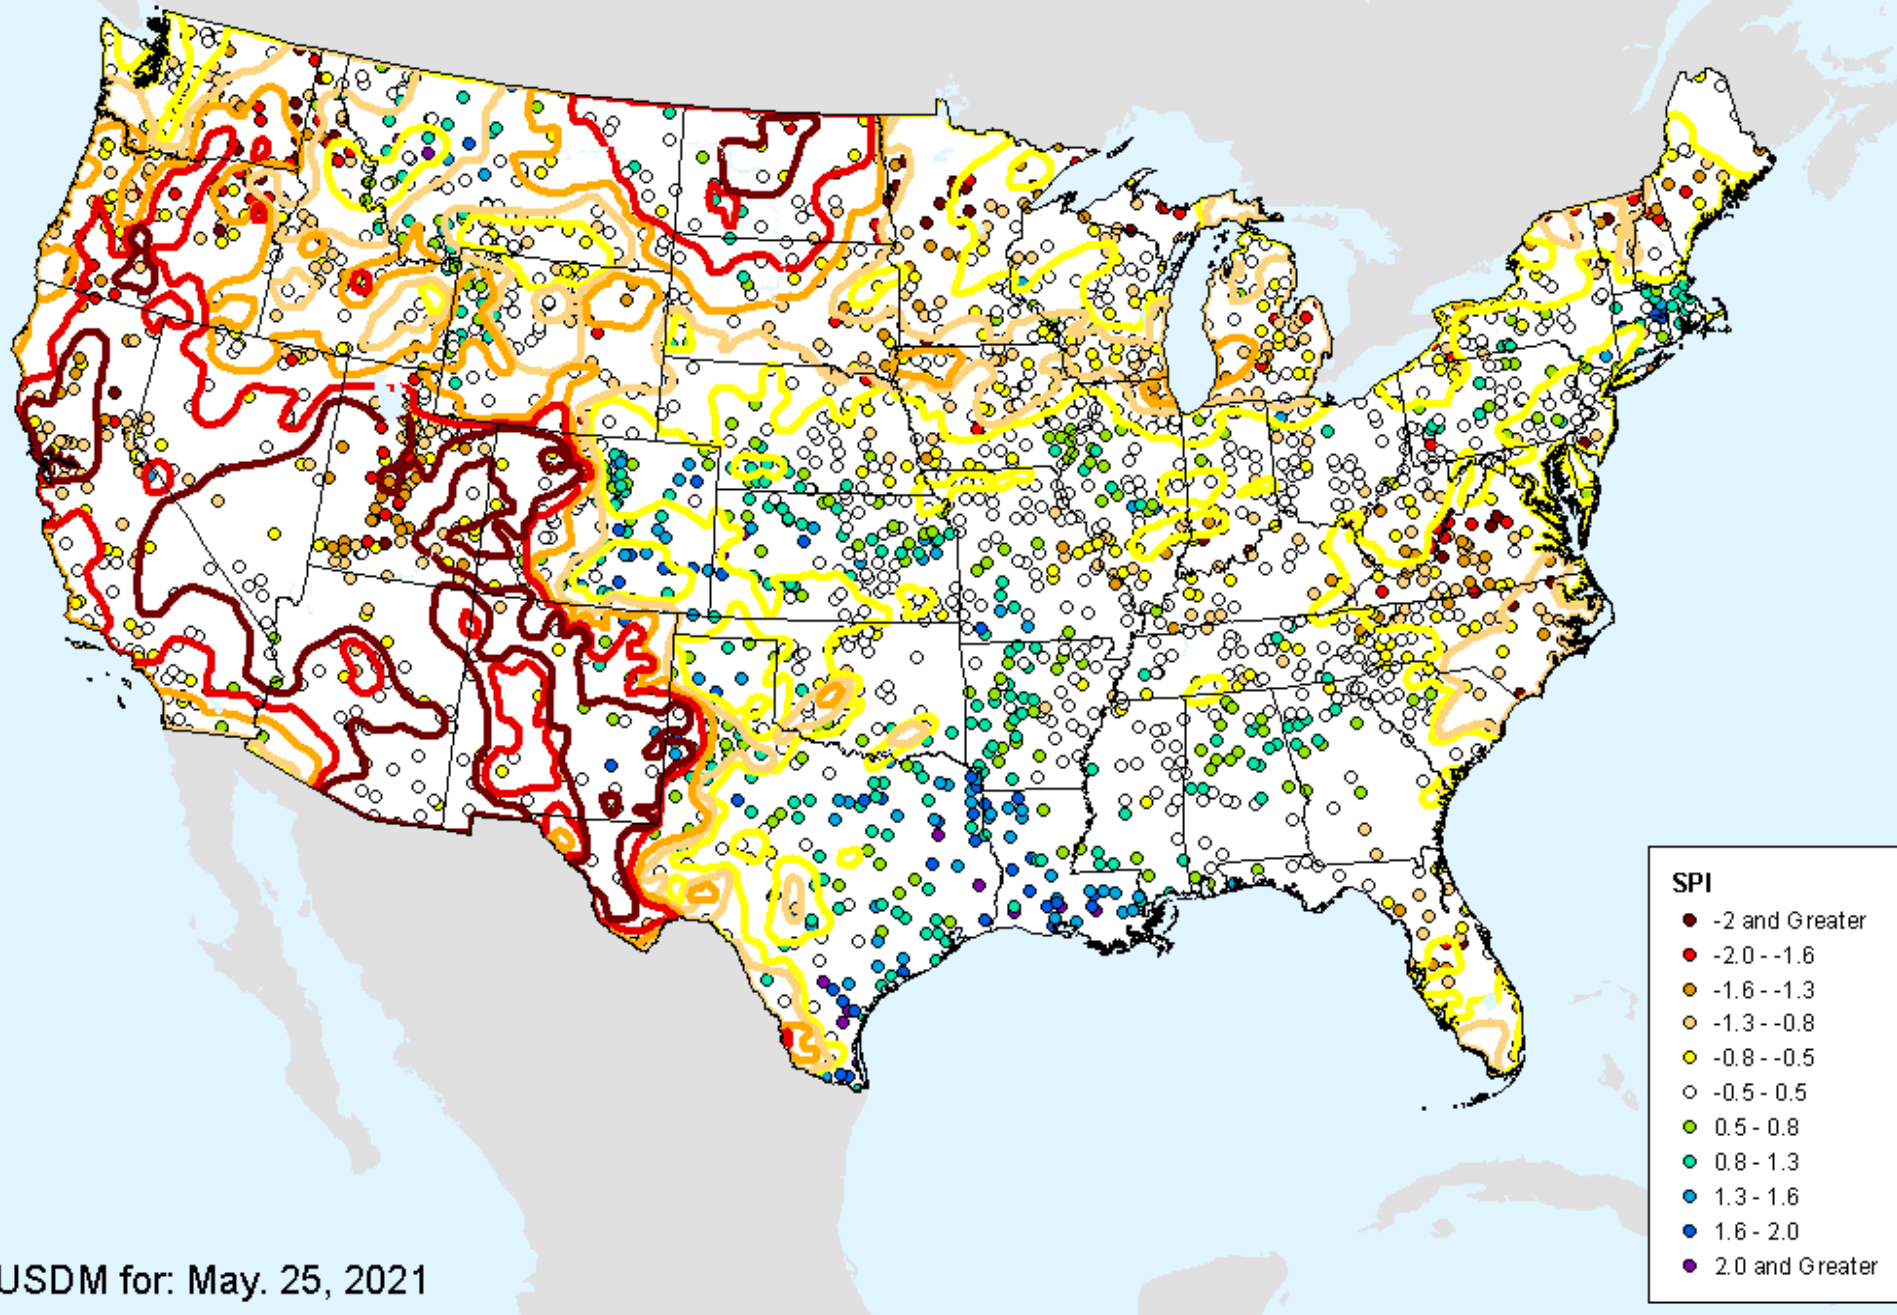 SPI
-2 and Greater
-2.0 - -1.6
-1.6 - -1.3
-1.3 - -0.8
-0.8 - -0.5
-0.5 - 0.5
0.5 - 0.8
0.8 - 1.3
1.3 - 1.6
1.6 - 2.0
2.0 and Greater
USDM for: May. 25, 2021